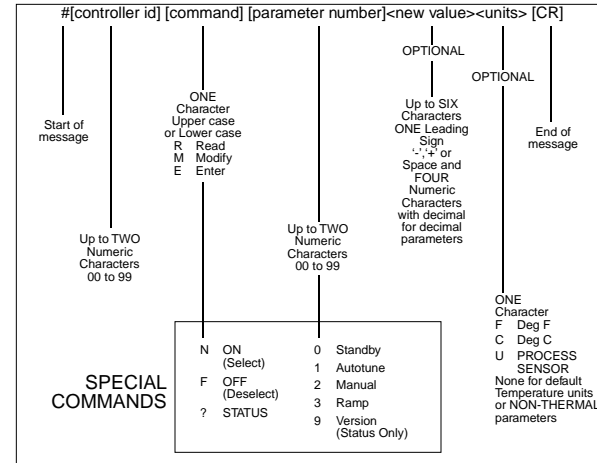 #[controller id] [command] [parameter number]<new value><units> [CR]
Start of
message
Up to TWO
Numeric
Characters
00 to 99
ONE
Character
Upper case
or Lower case
R Read
M Modify
E Enter
Up to TWO
Numeric
Characters
00 to 99
OPTIONAL
Up to SIX
Characters
ONE Leading
Sign
'-','+' or
Space and
FOUR
Numeric
Characters
with decimal
for decimal
parameters
OPTIONAL
ONE
Character
F Deg F
C Deg C
U PROCESS
SENSOR
None for default
Temperature units
or NON-THERMAL
parameters
End of
message
SPECIAL
COMMANDS
N ON
(Select)
F OFF
(Deselect)
? STATUS
0 Standby
1 Autotune
2 Manual
3 Ramp
9 Version
(Status Only)